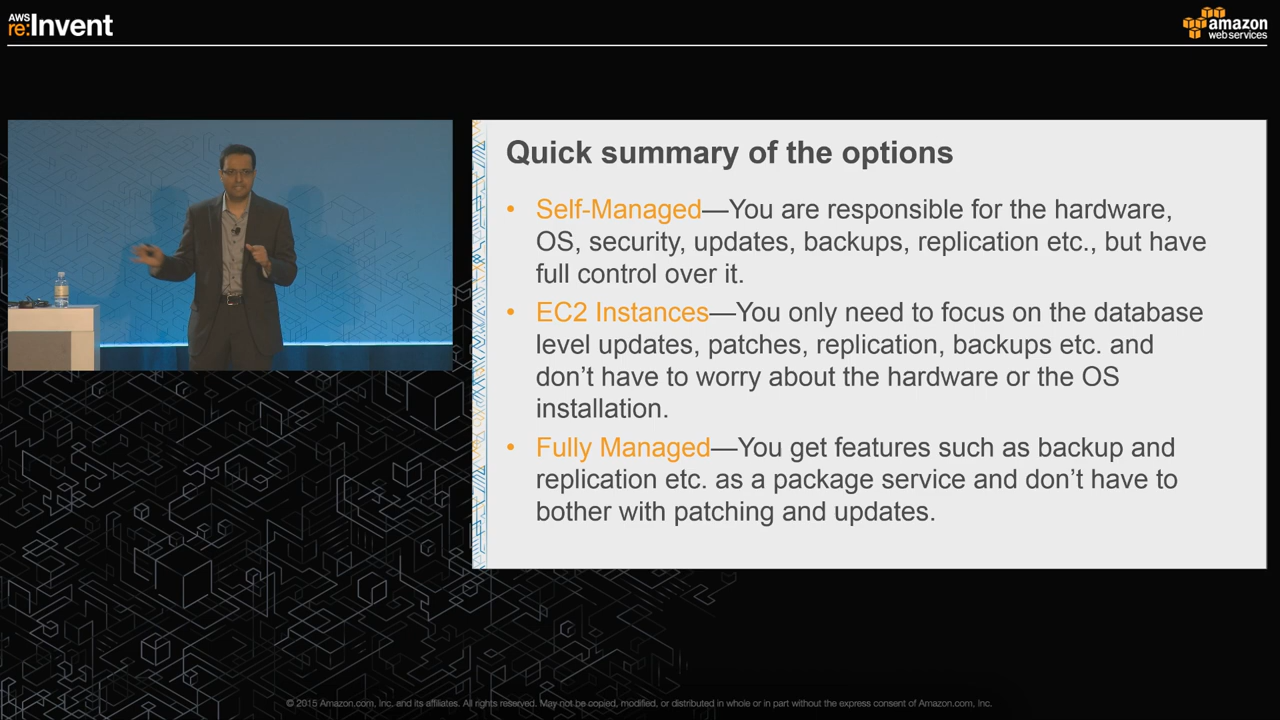 AWS
re:Invent
amazon
webservices
Quick summary of the options
• Self-Managed—You are responsible for the hardware,
OS, security, updates, backups, replication etc., but have
full control over it.
• EC2 Instances—You only need to focus on the database
level updates, patches, replication, backups etc. and
don’t have to worry about the hardware or the OS
installation.
• Fully Managed—You get features such as backup and
replication etc. as a package service and don’t have to
bother with patching and updates.
© 2015 Amazon.com, Inc. and its affiliates. All rights reserved. May not be copied, modified, or distributed in whole or in part without the express consent of Amazon.com, Inc.